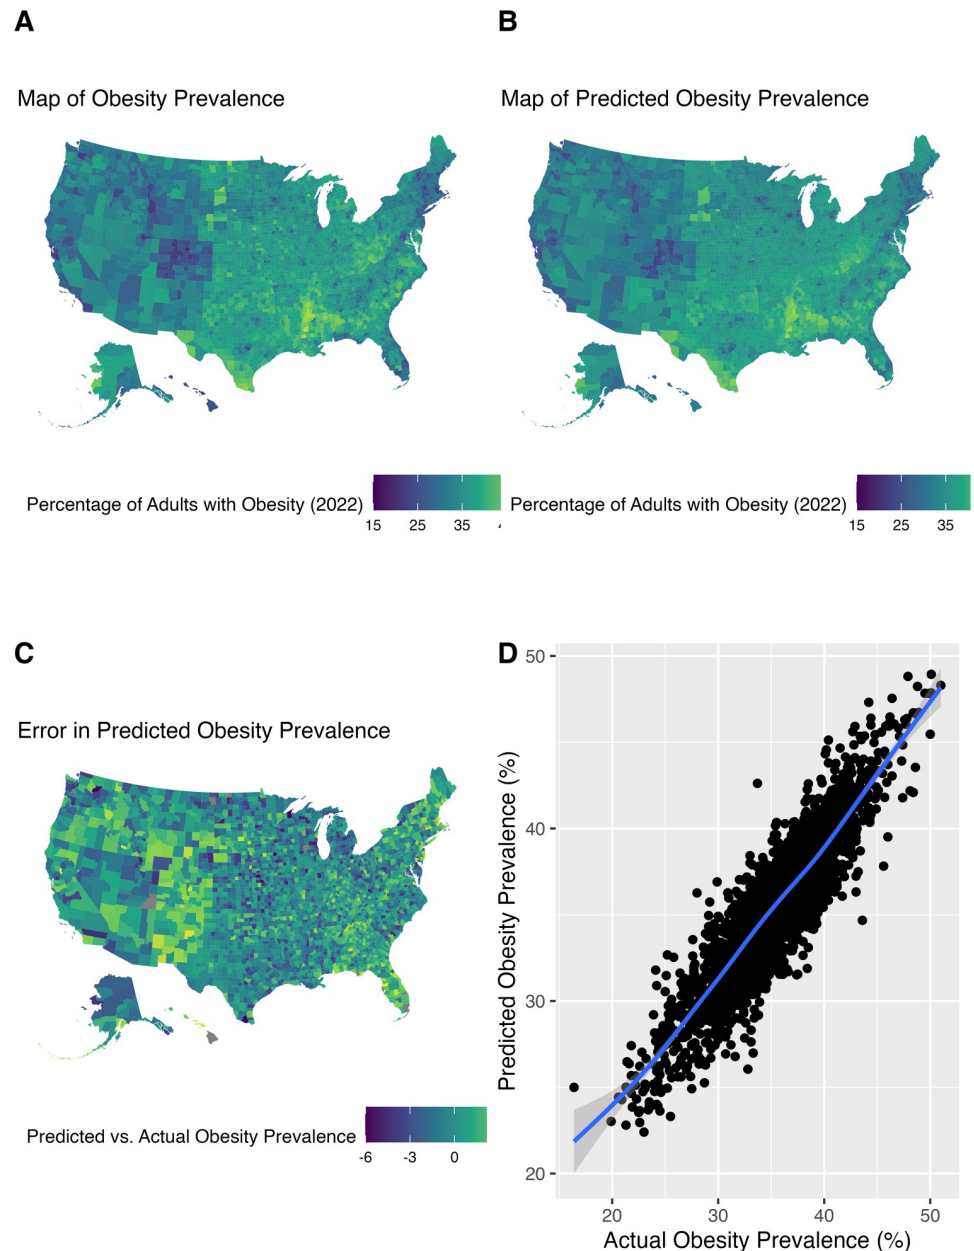 A
B
Map of Obesity Prevalence
Map of Predicted Obesity Prevalence
Percentage of Adults with Obesity (2022)
15 25 35
Percentage of Adults with Obesity (2022)
15 25 35
C
D
Error in Predicted Obesity Prevalence
Predicted vs. Actual Obesity Prevalence
-6 -3 0
Predicted Obesity Prevalence (%)
50
40
30
20
20 30 40 50
Actual Obesity Prevalence (%)